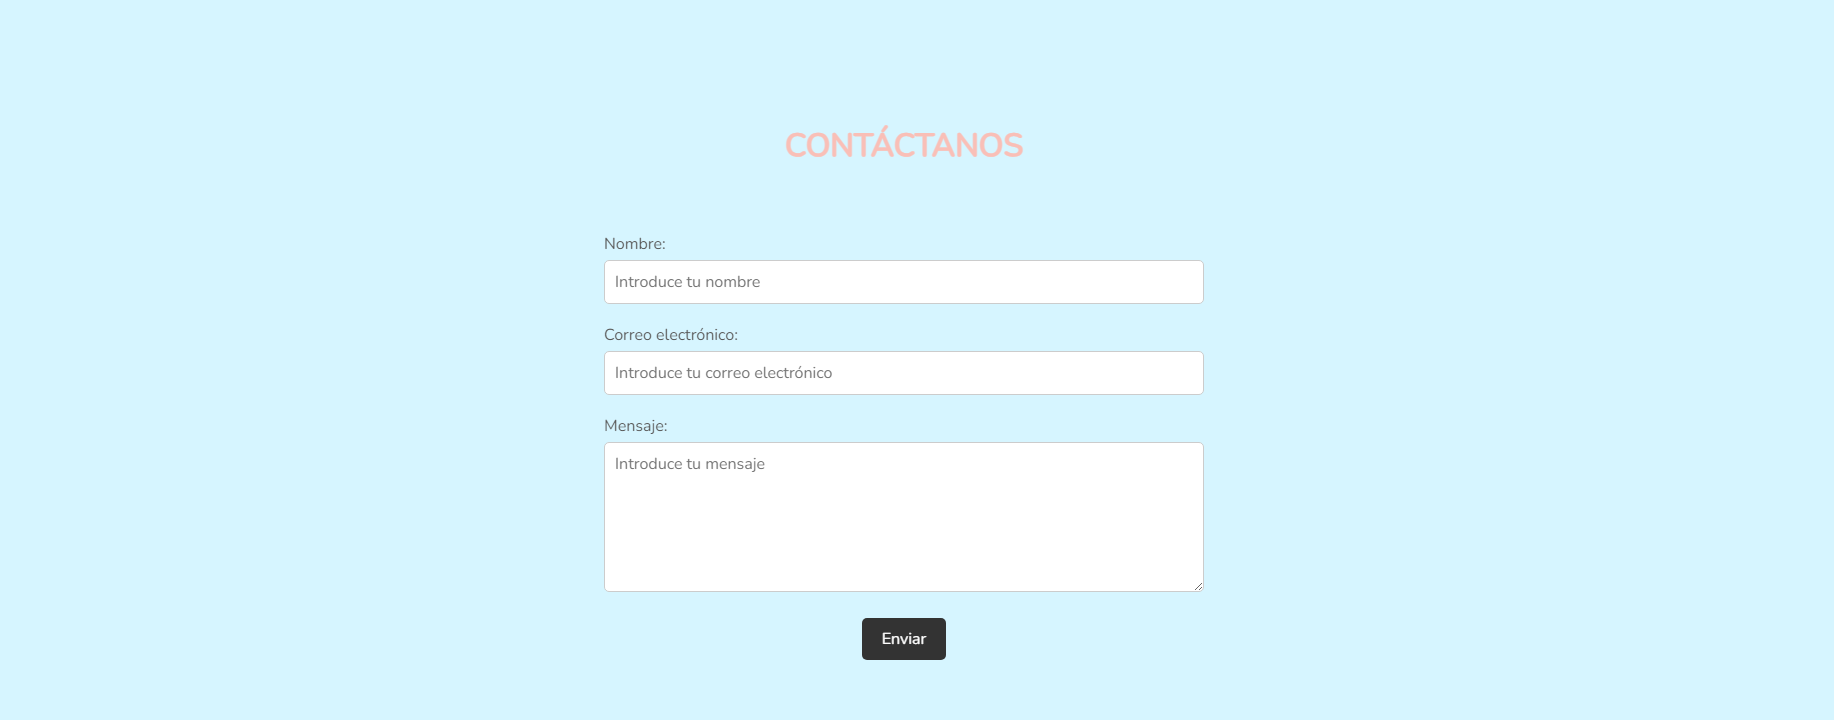 CONTÁCTANOS
Nombre:
Introduce tu nombre
Correo electrónico:
Introduce tu correo electrónico
Mensaje:
Introduce tu mensaje
Enviar